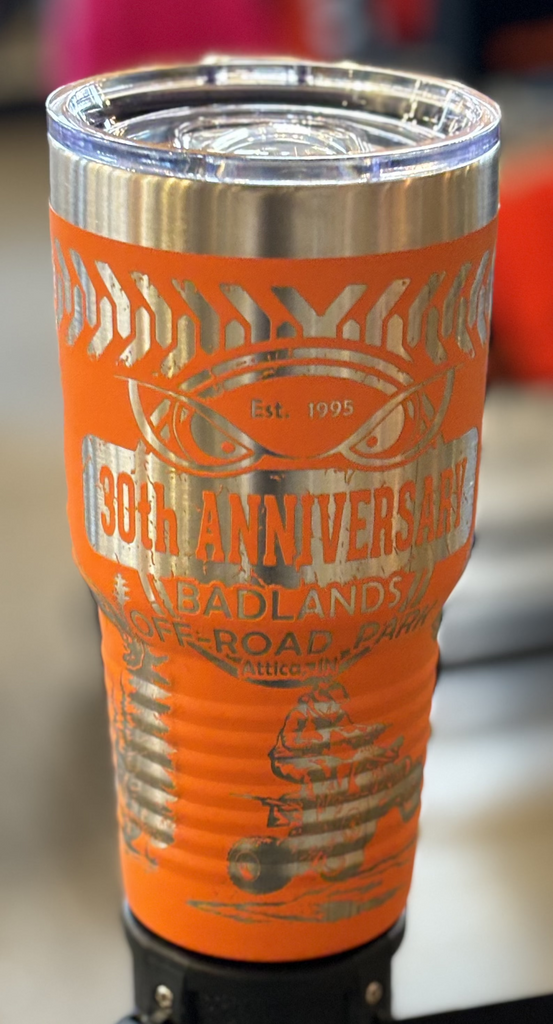 Est. 1995
30th ANNIVERSARY
BADLANDS
OFF-ROAD PARK
Attica, IN